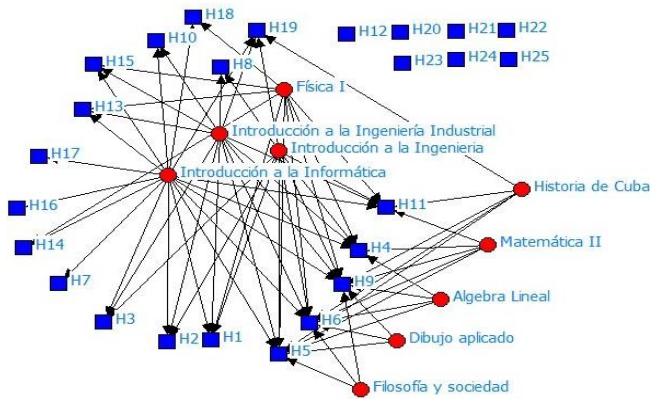 H18
H19
H10
H12
H20
H21
H22
H15
H8
H23
H24
H25
Física I
H13
Introducción a la Ingeniería Industrial
Introducción a la Ingenieria
H17
Introducción a la Informática
Historia de Cuba
H16
H11
H14
H4
Matemática II
H7
H9
Algebra Lineal
H3
H6
H2
H1
Dibujo aplicado
H5
Filosofía y sociedad